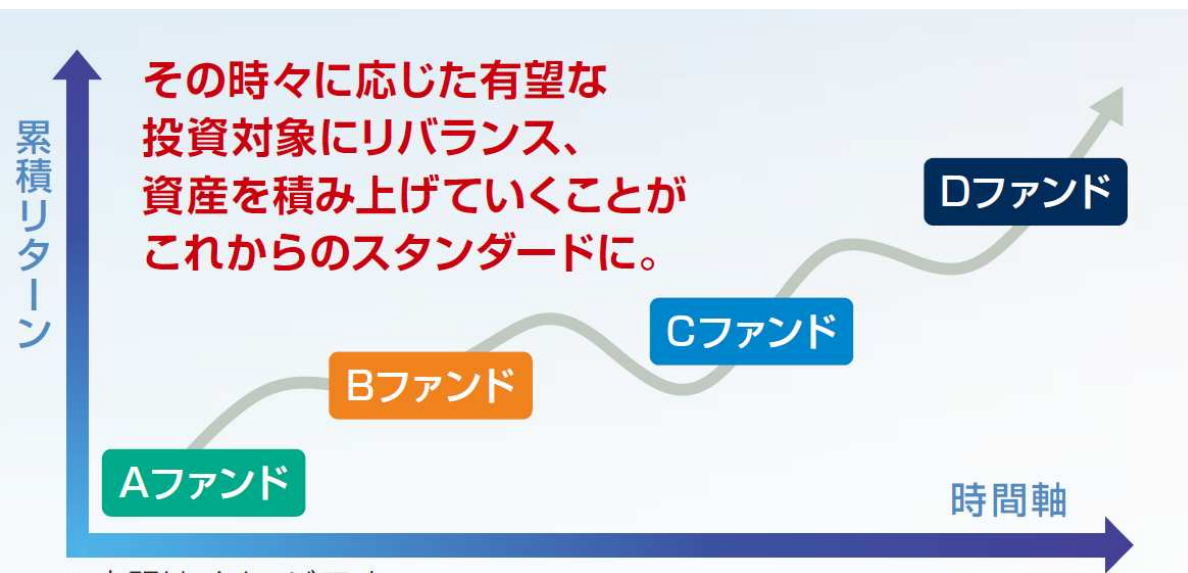 その時々に応じた有望な
投資対象にリバランス、
資産を積み上げていくことが
これからのスタンダードに。
累積リターン
Dファンド
Cファンド
Bファンド
Aファンド
時間軸